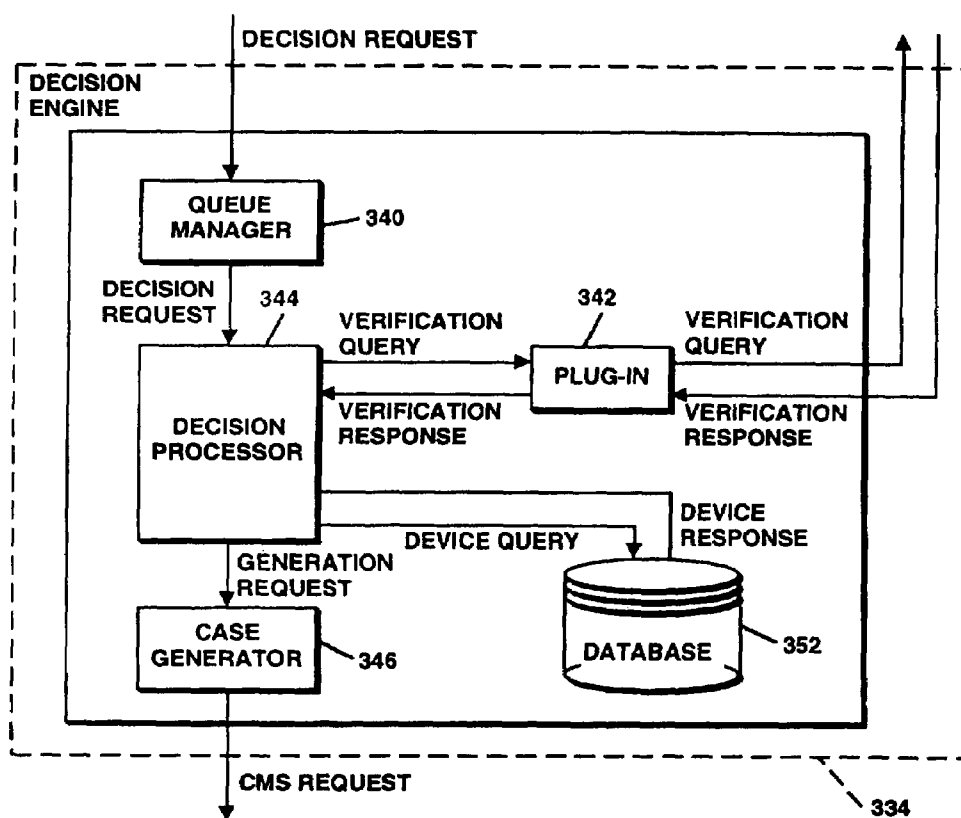 DECISION REQUEST
DECISION
ENGINE
QUEUE
MANAGER
340
DECISION
REQUEST
344
VERIFICATION
QUERY
342
VERIFICATION
QUERY
PLUG-IN
DECISION
PROCESSOR
VERIFICATION
RESPONSE
VERIFICATION
RESPONSE
DEVICE QUERY
DEVICE
RESPONSE
GENERATION
REQUEST
CASE
GENERATOR
346
DATABASE
352
CMS REQUEST
334